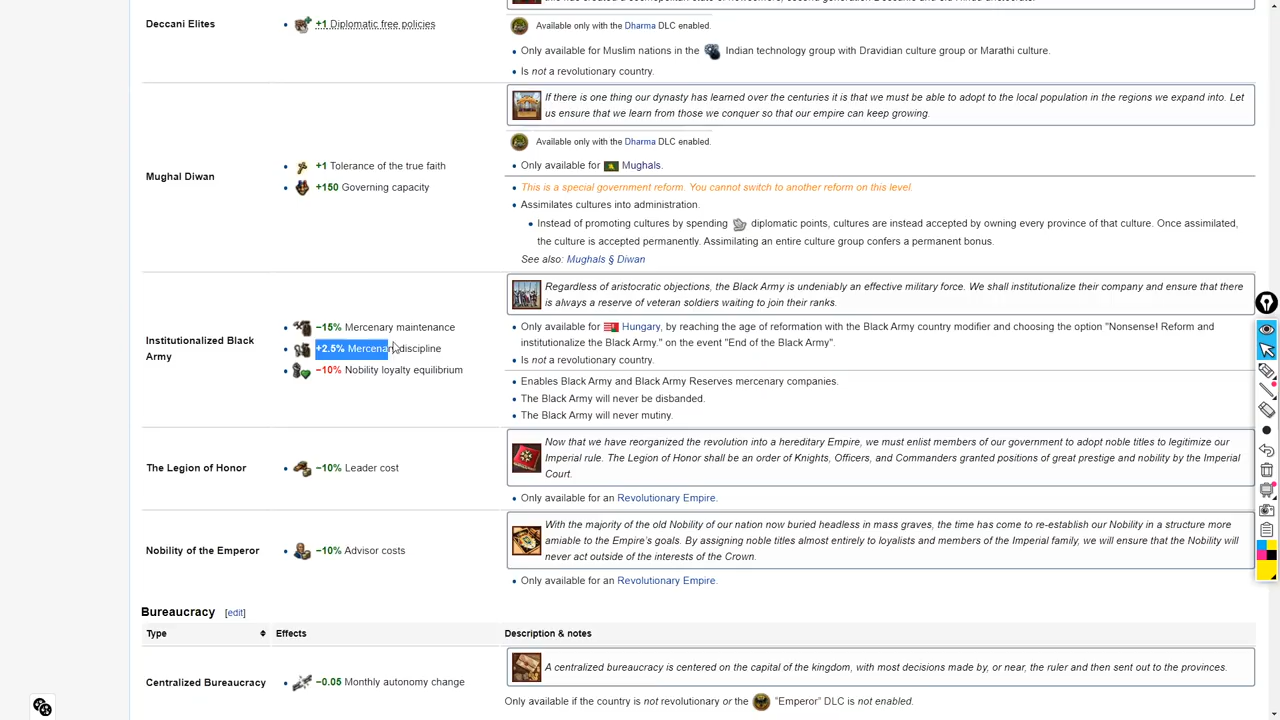 Deccani Elites
+1 Diplomatic free policies
Available only with the Dharma DLC enabled.
Only available for Muslim nations in the Indian technology group with Dravidian culture group or Marathi culture.
Is not a revolutionary country.
Mughal Diwan
+1 Tolerance of the true faith
+150 Governing capacity
If there is one thing our dynasty has learned over the centuries it is that we must be able to adopt to the local population in the regions we expand into. Let
us ensure that we learn from those we conquer so that our empire can keep growing.
Available only with the Dharma DLC enabled.
Only available for Mughals.
This is a special government reform. You cannot switch to another reform on this level.
Assimilates cultures into administration.
Instead of promoting cultures by spending diplomatic points, cultures are instead accepted by owning every province of that culture. Once assimilated,
the culture is accepted permanently. Assimilating an entire culture group confers a permanent bonus.
See also: Mughals § Diwan
Institutionalized Black
Army
−15% Mercenary maintenance
+2.5% Mercenary discipline
−10% Nobility loyalty equilibrium
Regardless of aristocratic objections, the Black Army is undeniably an effective military force. We shall institutionalize their company and ensure that there
is always a reserve of veteran soldiers waiting to join their ranks.
Only available for Hungary, by reaching the age of reformation with the Black Army country modifier and choosing the option "Nonsense! Reform and
institutionalize the Black Army." on the event "End of the Black Army".
Is not a revolutionary country.
Enables Black Army and Black Army Reserves mercenary companies.
The Black Army will never be disbanded.
The Black Army will never mutiny.
The Legion of Honor
−10% Leader cost
Now that we have reorganized the revolution into a hereditary Empire, we must enlist members of our government to adopt noble titles to legitimize our
Imperial rule. The Legion of Honor shall be an order of Knights, Officers, and Commanders granted positions of great prestige and nobility by the Imperial
Court.
Only available for an Revolutionary Empire.
Nobility of the Emperor
−10% Advisor costs
With the majority of the old Nobility of our nation now buried headless in mass graves, the time has come to re-establish our Nobility in a structure more
amiable to the Empire's goals. By assigning noble titles almost entirely to loyalists and members of the Imperial family, we will ensure that the Nobility will
never act outside of the interests of the Crown.
Only available for an Revolutionary Empire.
Bureaucracy [edit]
Type Effects Description & notes
Centralized Bureaucracy
−0.05 Monthly autonomy change
A centralized bureaucracy is centered on the capital of the kingdom, with most decisions made by, or near, the ruler and then sent out to the provinces.
Only available if the country is not revolutionary or the "Emperor" DLC is not enabled.